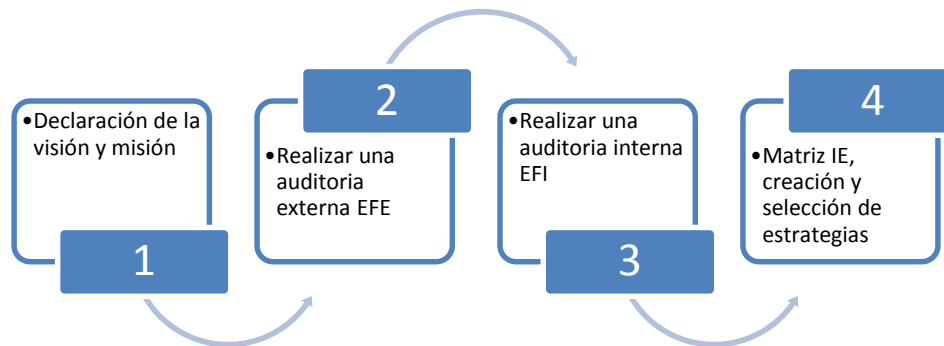 •Declaración de la
visión y misión
1
2
•Realizar una
auditoria
externa EFE
•Realizar una
auditoria interna
EFI
3
4
•Matriz IE,
creación y
selección de
estrategias